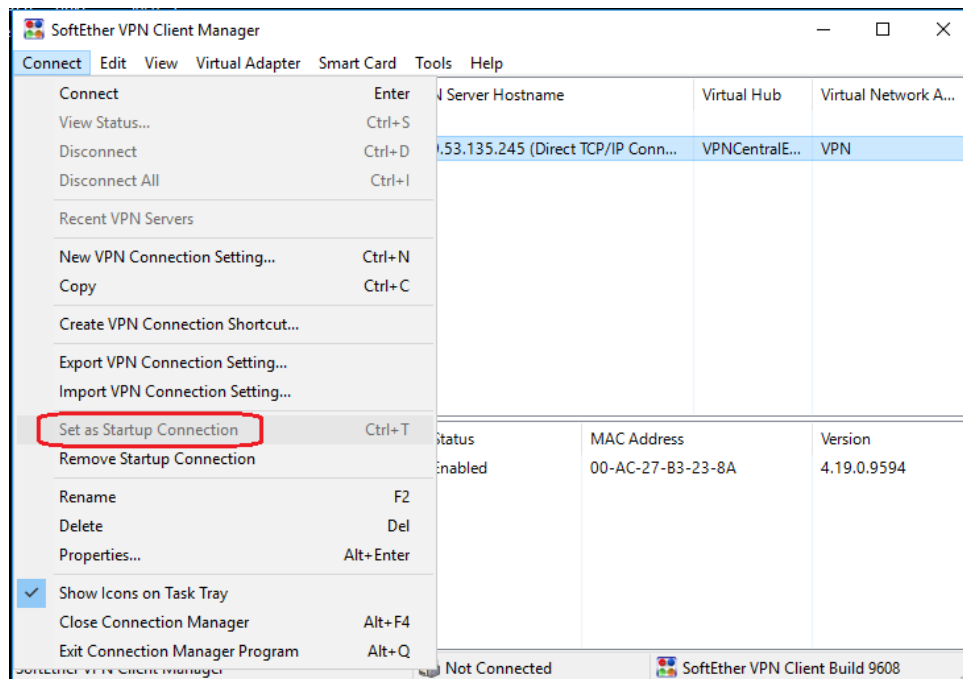 SoftEther VPN Client Manager
Connect Edit View Virtual Adapter Smart Card Tools Help
Connect Enter
View Status... Ctrl+S
Disconnect Ctrl+D
Disconnect All Ctrl+I
Recent VPN Servers
New VPN Connection Setting... Ctrl+N
Copy Ctrl+C
Create VPN Connection Shortcut...
Export VPN Connection Setting...
Import VPN Connection Setting...
Set as Startup Connection Ctrl+T
Remove Startup Connection
Rename F2
Delete Del
Properties... Alt+Enter
Show Icons on Task Tray
Close Connection Manager Alt+F4
Exit Connection Manager Program Alt+Q
Server Hostname Virtual Hub Virtual Network A...
.53.135.245 (Direct TCP/IP Conn... VPNCentralE... VPN
Status MAC Address Version
Enabled 00-AC-27-B3-23-8A 4.19.0.9594
SoftEther VPN Client Manager Not Connected SoftEther VPN Client Build 9608